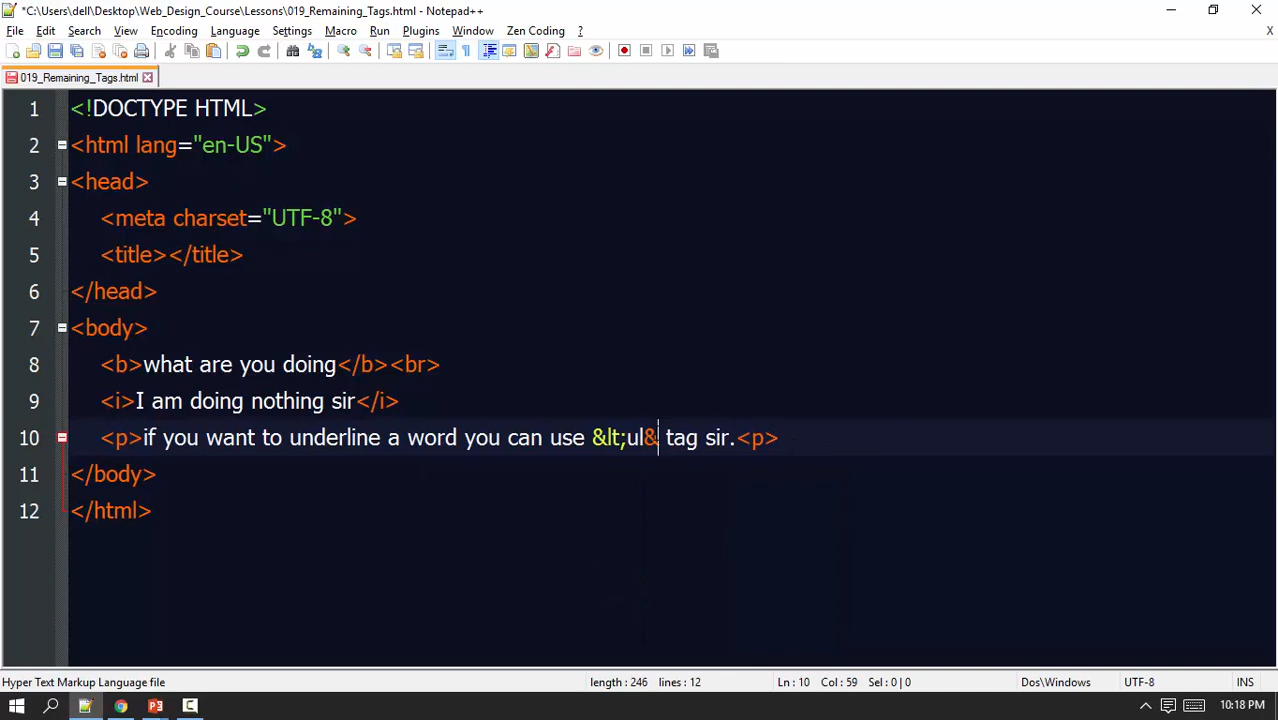 *C:\Users\dell\Desktop\Web_Design_Course\Lessons\019_Remaining_Tags.html - Notepad++
File Edit Search View Encoding Language Settings Macro Run Plugins Window Zen Coding ? X
019_Remaining_Tags.html
1 <!DOCTYPE HTML>
2 <html lang="en-US">
3 <head>
4 <meta charset="UTF-8">
5 <title></title>
6 </head>
7 <body>
8 <b>what are you doing</b><br>
9 <i>I am doing nothing sir</i>
10 <p>if you want to underline a word you can use &lt;ul& tag sir.<p>
11 </body>
12 </html>
Hyper Text Markup Language file length : 246 lines : 12 Ln : 10 Col : 59 Sel : 0 | 0 Dos\Windows UTF-8 INS
10:18 PM